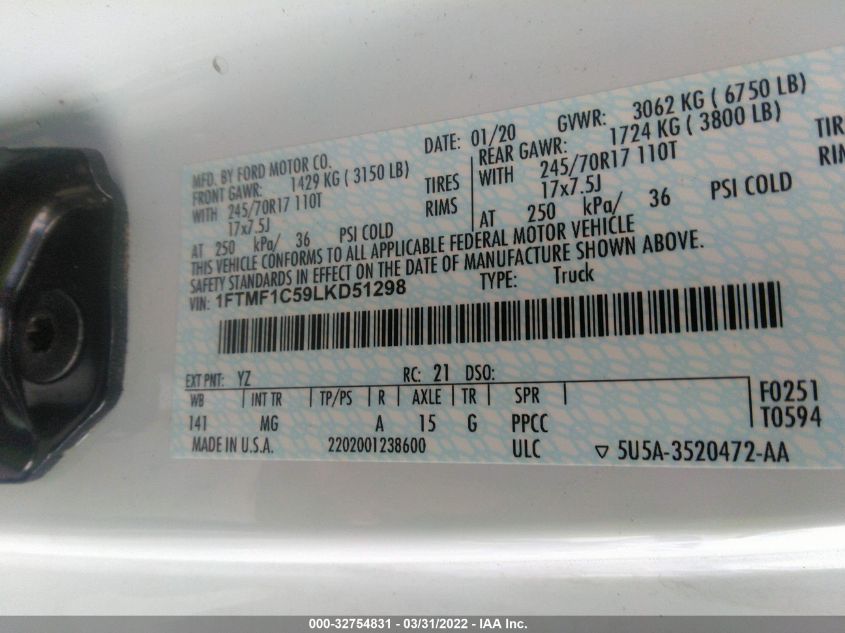 MFD. BY FORD MOTOR CO.
DATE: 01/20 GVWR: 3062 KG ( 6750 LB)
FRONT GAWR: 1429 KG ( 3150 LB) REAR GAWR: 1724 KG ( 3800 LB)
WITH 245/70R17 110T TIRES WITH 245/70R17 110T TIRE
17x7.5J RIMS 17x7.5J RIM
AT 250 kPa/ 36 PSI COLD AT 250 kPa/ 36 PSI COLD
THIS VEHICLE CONFORMS TO ALL APPLICABLE FEDERAL MOTOR VEHICLE
SAFETY STANDARDS IN EFFECT ON THE DATE OF MANUFACTURE SHOWN ABOVE.
VIN: 1FTMF1C59LKD51298 TYPE: Truck
EXT PNT: YZ RC: 21 DSO:
WB INT TR TP/PS R AXLE TR SPR F0251
141 MG A 15 G PPCC T0594
MADE IN U.S.A. 2202001238600 ULC ▽ 5U5A-3520472-AA
000-32754831 - 03/31/2022 - IAA Inc.